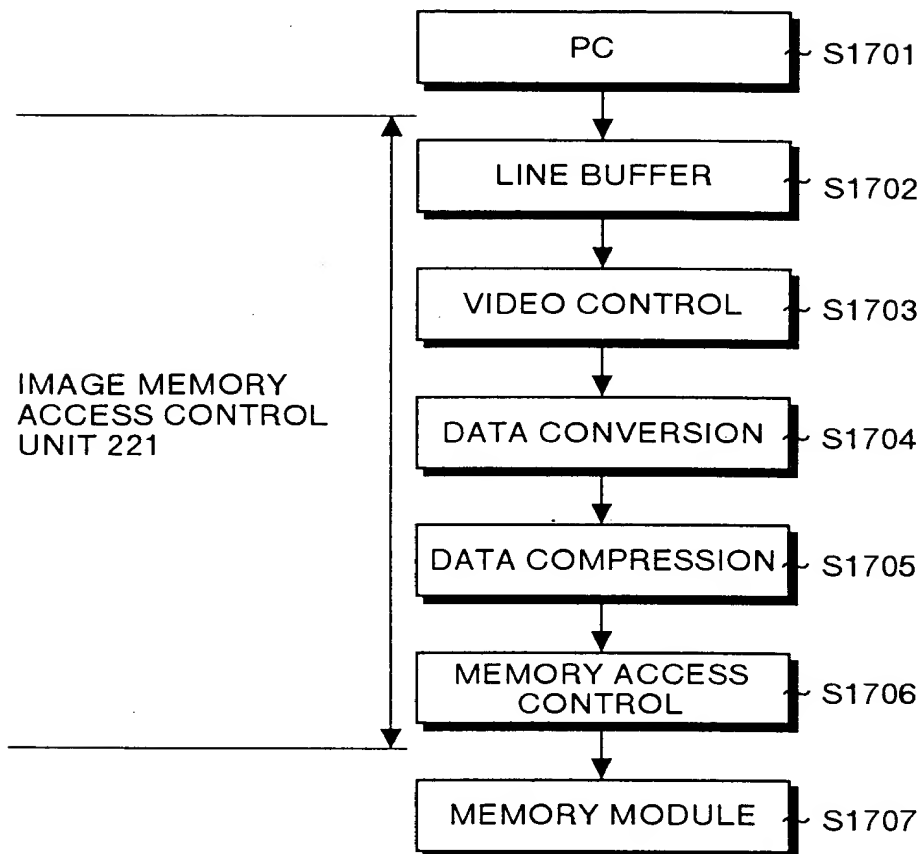 PC
S1701
LINE BUFFER
S1702
VIDEO CONTROL
S1703
IMAGE MEMORY
ACCESS CONTROL
UNIT 221
DATA CONVERSION
S1704
DATA COMPRESSION
S1705
MEMORY ACCESS
CONTROL
S1706
MEMORY MODULE
S1707